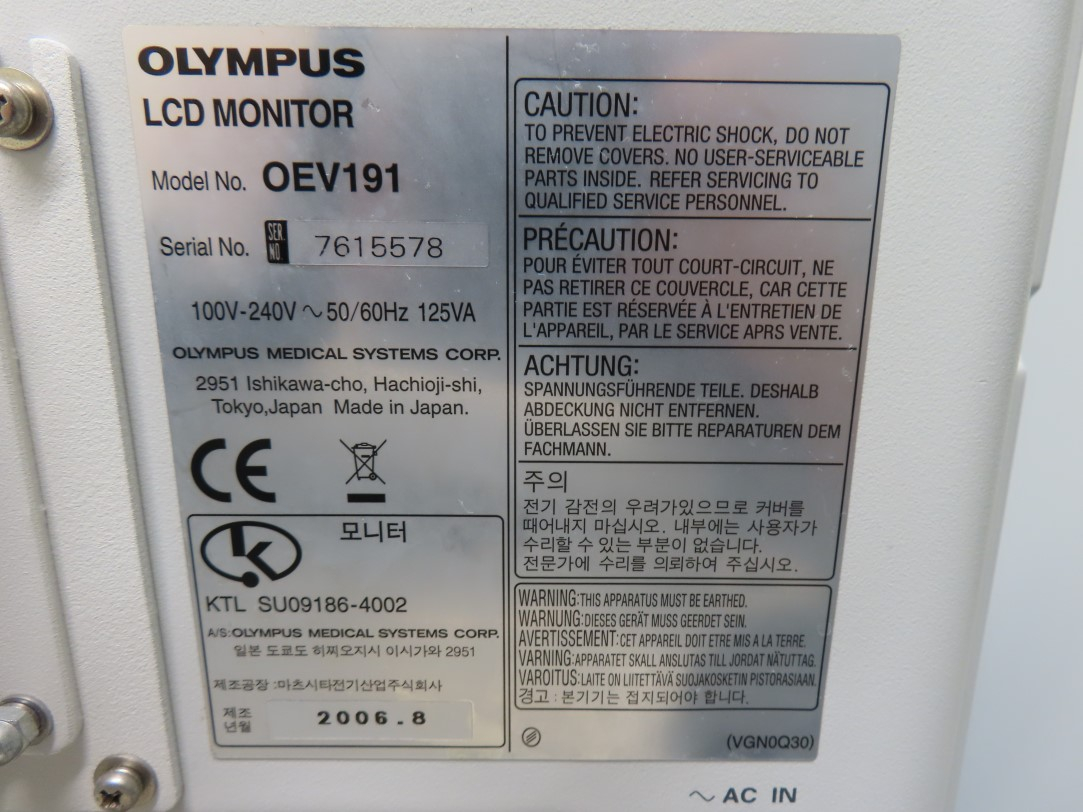 OLYMPUS
LCD MONITOR
Model No. OEV191
Serial No. SER. NO. 7615578
100V-240V ~ 50/60Hz 125VA
OLYMPUS MEDICAL SYSTEMS CORP.
2951 Ishikawa-cho, Hachioji-shi,
Tokyo,Japan Made in Japan.
CE
k
모니터
KTL SU09186-4002
A/S:OLYMPUS MEDICAL SYSTEMS CORP.
일본 도쿄도 히찌오지시 이시가와 2951
제조공장 :마츠시타전기산업주식회사
제조
년월
2006.8
CAUTION:
TO PREVENT ELECTRIC SHOCK, DO NOT
REMOVE COVERS. NO USER-SERVICEABLE
PARTS INSIDE. REFER SERVICING TO
QUALIFIED SERVICE PERSONNEL.
PRÉCAUTION:
POUR ÉVITER TOUT COURT-CIRCUIT, NE
PAS RETIRER CE COUVERCLE, CAR CETTE
PARTIE EST RÉSERVÉE À L'ENTRETIEN DE
L'APPAREIL, PAR LE SERVICE APRS VENTE.
ACHTUNG:
SPANNUNGSFÜHRENDE TEILE. DESHALB
ABDECKUNG NICHT ENTFERNEN.
ÜBERLASSEN SIE BITTE REPARATUREN DEM
FACHMANN.
주의
전기 감전의 우려가있으므로 커버를
때어내지 마십시오. 내부에는 사용자가
수리할 수 있는 부분이 없습니다.
전문가에 수리를 의뢰하여 주십시오.
WARNING:THIS APPARATUS MUST BE EARTHED.
WARNUNG:DIESES GERÄT MUSS GEERDET SEIN.
AVERTISSEMENT:CET APPAREIL DOIT ETRE MIS A LA TERRE.
VARNING:APPARATET SKALL ANSLUTAS TILL JORDAT NÄTUTTAG.
VAROITUS:LAITE ON LIITETTÄVÄ SUOJAKOSKETIN PISTORASIAAN.
경고 : 본기기는 접지되어야 합니다.
(VGN0Q30)
~ AC IN